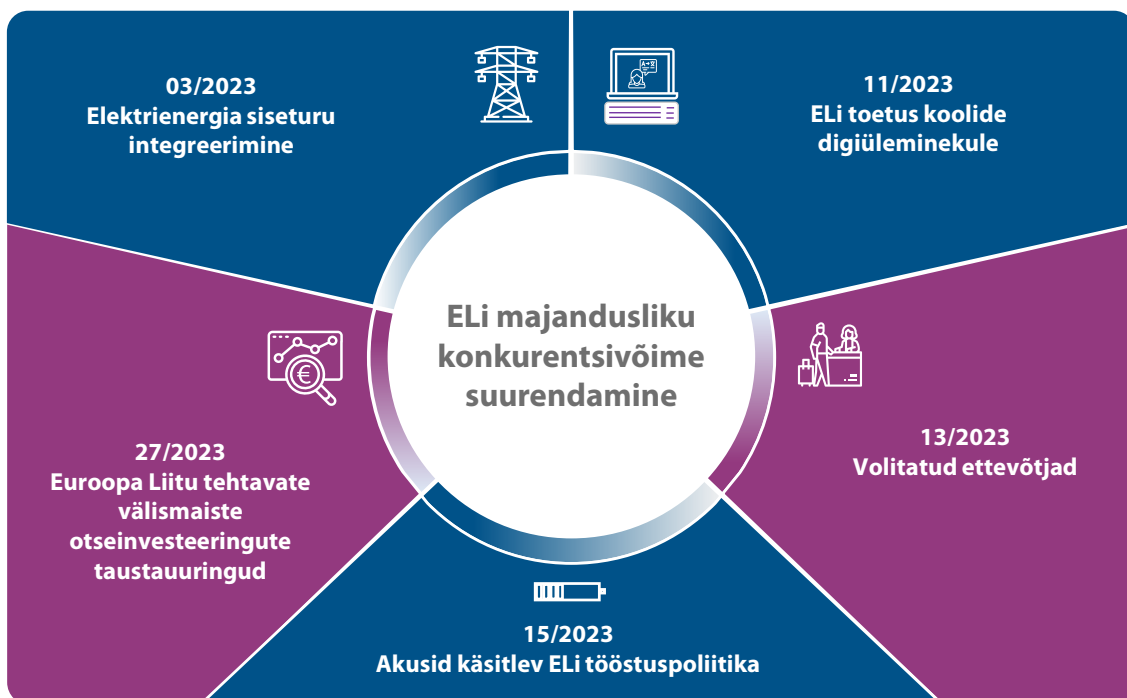 03/2023
Elektrienergia siseturu
integreerimine
11/2023
ELi toetus koolide
digiüleminekule
ELi majandusliku
konkurentsivõime
suurendamine
27/2023
Euroopa Liitu tehtavate
välismaiste
otseinvesteeringute
taustauuringud
13/2023
Volitatud ettevõtjad
15/2023
Akusid käsitlev ELi tööstuspoliitika